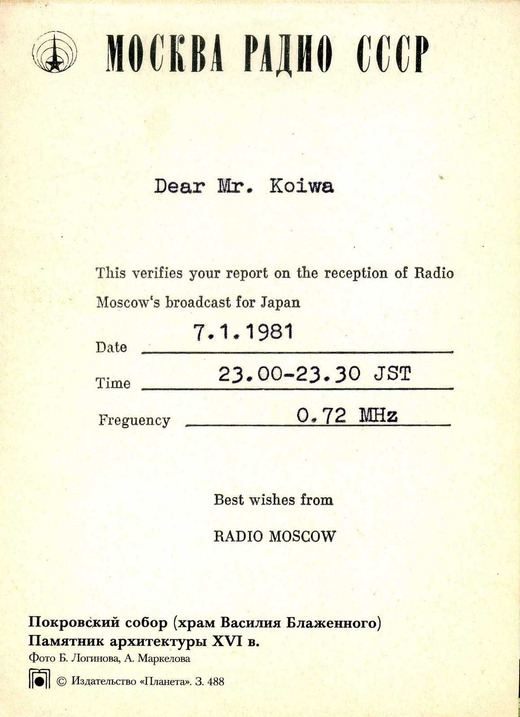 МОСКВА РАДИО СССР
Dear Mr. Koiwa
This verifies your report on the reception of Radio
Moscow‘s broadcast for Japan
Date 7.1.1981
Time 23.00-23.30 JST
Freguency 0.72 MHz
Best wishes from
RADIO MOSCOW
Покровский собор (храм Василия Блаженного)
Памятник архитектуры XVI в.
Фото Б. Логинова, А. Маркелова
© Издательство «Планета». З. 488